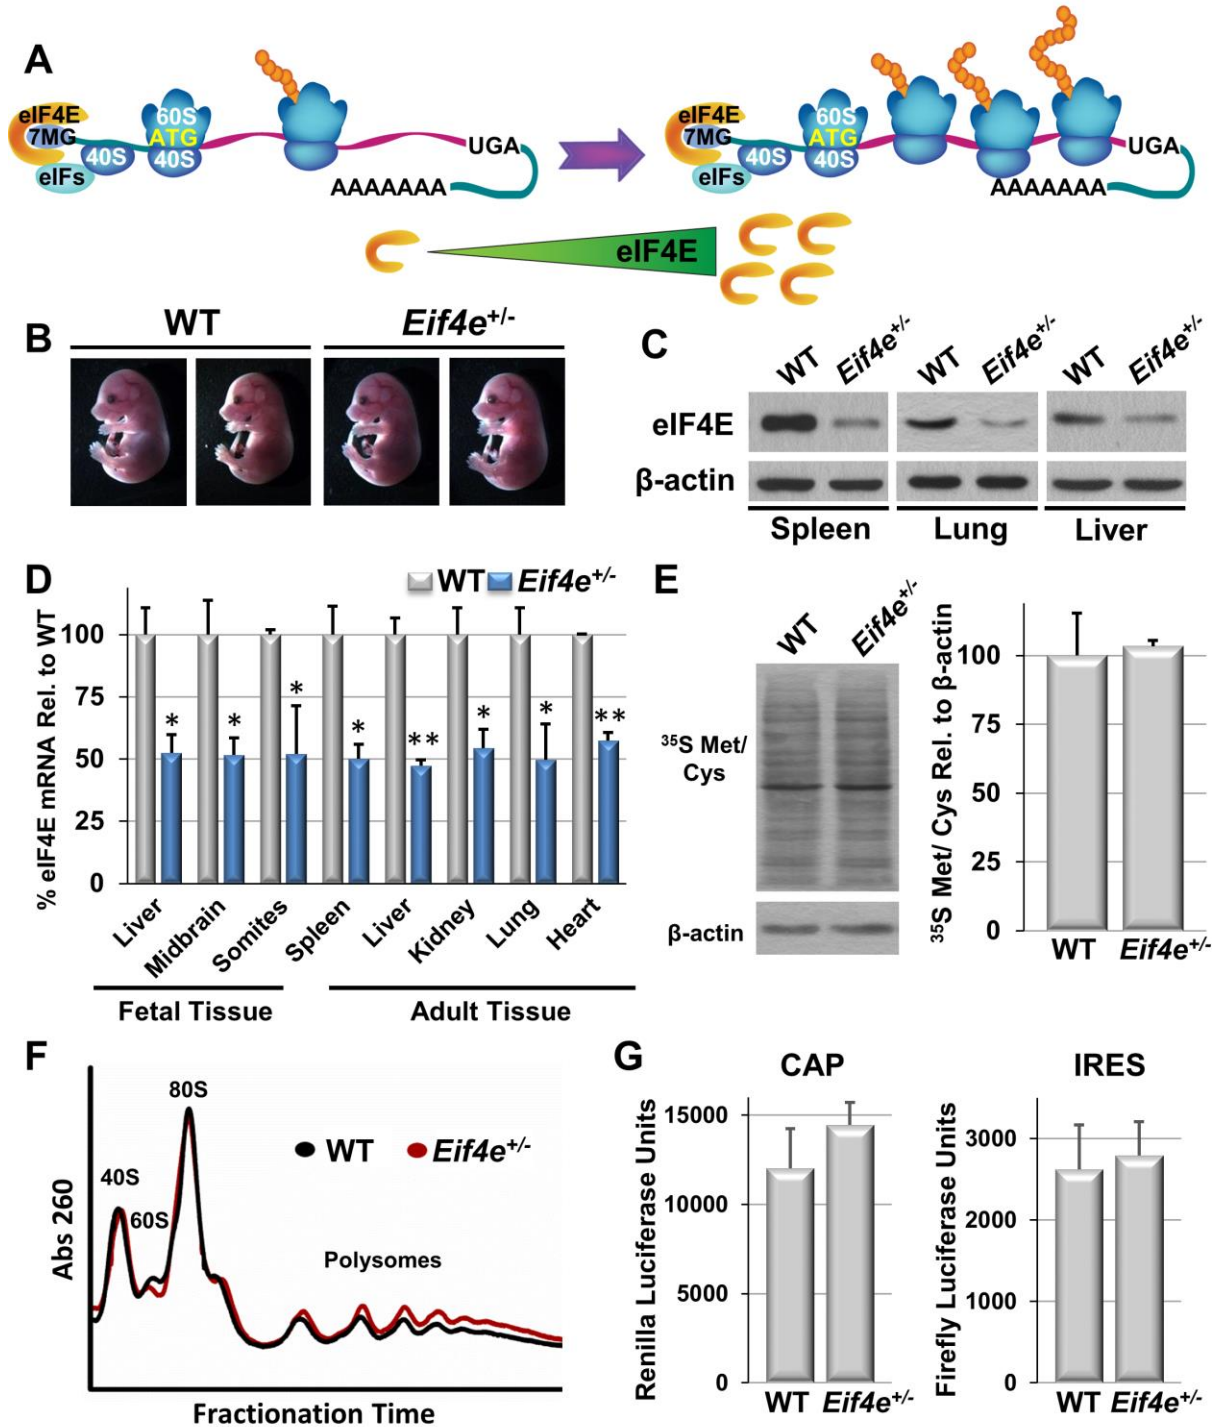 A
eIF4E
7MG
eIFs
40S
60S
ATG
40S
UGA
AAAAAAA
eIF4E
7MG
eIFs
40S
60S
ATG
40S
UGA
AAAAAAA
eIF4E
B
WT
Eif4e+/-
C
WT
Eif4e+/-
WT
Eif4e+/-
WT
Eif4e+/-
eIF4E
β-actin
Spleen
Lung
Liver
D
WT
Eif4e+/-
% eIF4E mRNA Rel. to WT
100
75
50
25
0
*
*
*
*
**
*
*
**
Liver
Midbrain
Somites
Spleen
Liver
Kidney
Lung
Heart
Fetal Tissue
Adult Tissue
E
WT
Eif4e+/-
35S Met/
Cys
β-actin
35S Met/ Cys Rel. to β-actin
100
75
50
25
0
WT
Eif4e+/-
F
Abs 260
40S
60S
80S
WT
Eif4e+/-
Polysomes
Fractionation Time
G
CAP
Renilla Luciferase Units
15000
10000
5000
0
WT
Eif4e+/-
IRES
Firefly Luciferase Units
3000
2000
1000
0
WT
Eif4e+/-